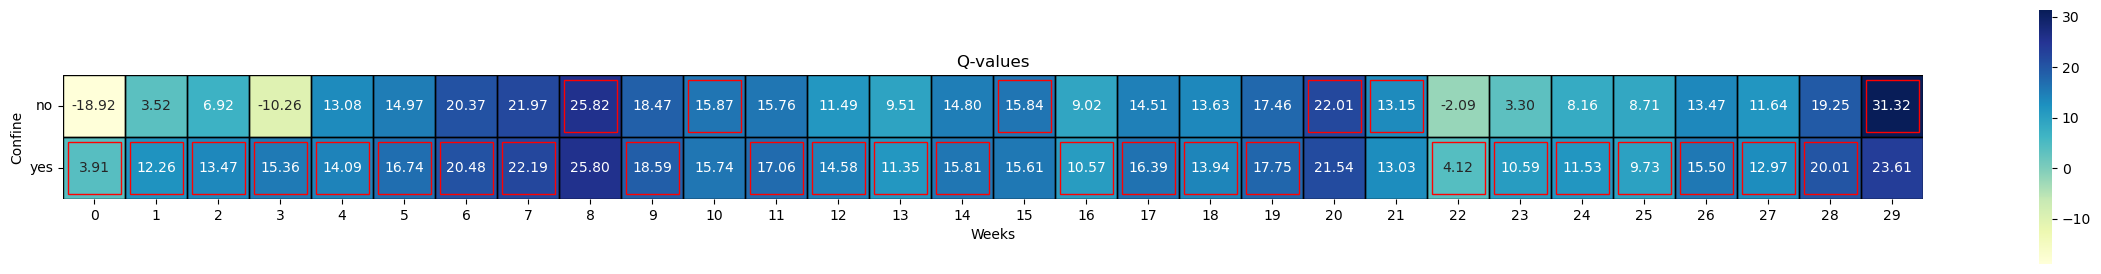 Q-values
no -18.92 3.52 6.92 -10.26 13.08 14.97 20.37 21.97 25.82 18.47 15.87 15.76 11.49 9.51 14.80 15.84 9.02 14.51 13.63 17.46 22.01 13.15 -2.09 3.30 8.16 8.71 13.47 11.64 19.25 31.32
yes 3.91 12.26 13.47 15.36 14.09 16.74 20.48 22.19 25.80 18.59 15.74 17.06 14.58 11.35 15.81 15.61 10.57 16.39 13.94 17.75 21.54 13.03 4.12 10.59 11.53 9.73 15.50 12.97 20.01 23.61
Confine
0 1 2 3 4 5 6 7 8 9 10 11 12 13 14 15 16 17 18 19 20 21 22 23 24 25 26 27 28 29
Weeks
30
20
10
0
−10